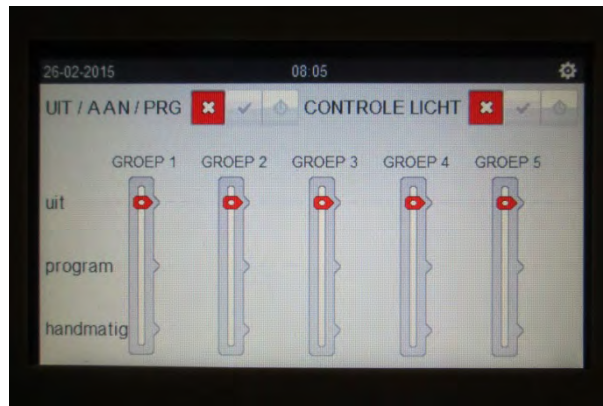 26-02-2015 08:05
UIT / AAN / PRG CONTROLE LICHT
GROEP 1 GROEP 2 GROEP 3 GROEP 4 GROEP 5
uit
program
handmatig